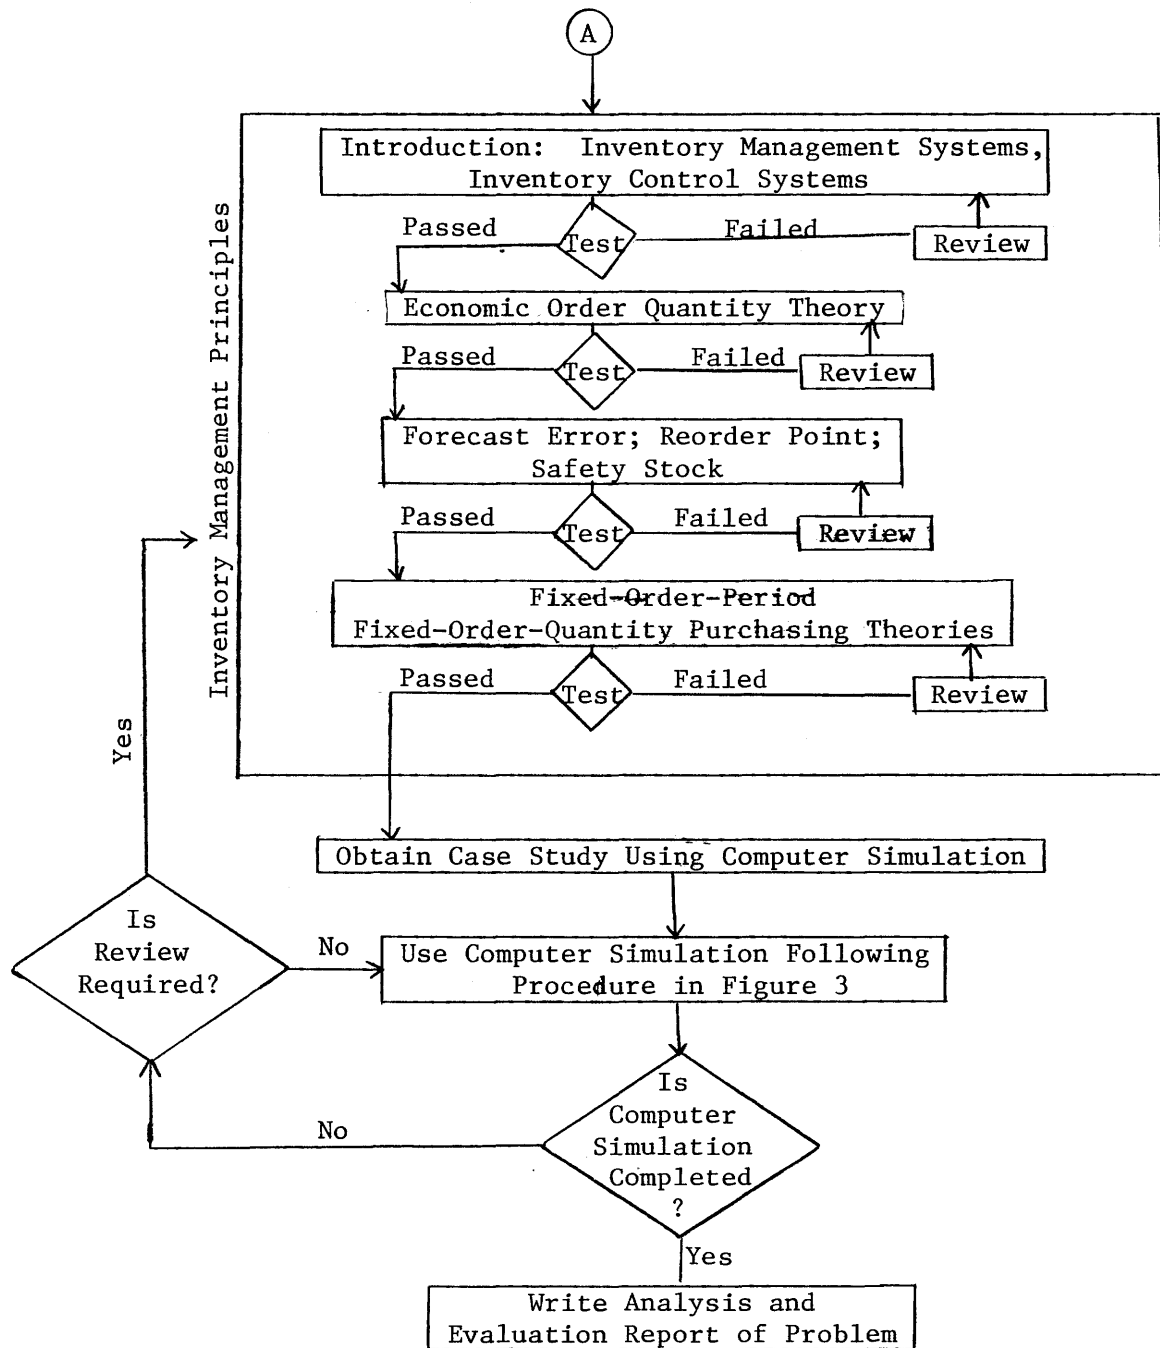 A
Introduction: Inventory Management Systems,
Inventory Control Systems
Passed
Test
Failed
Review
Economic Order Quantity Theory
Passed
Test
Failed
Review
Forecast Error; Reorder Point;
Safety Stock
Passed
Test
Failed
Review
Fixed-Order-Period
Fixed-Order-Quantity Purchasing Theories
Passed
Test
Failed
Review
Inventory Management Principles
Yes
Obtain Case Study Using Computer Simulation
Is
Review
Required?
No
Use Computer Simulation Following
Procedure in Figure 3
Is
Computer
Simulation
Completed
?
No
Yes
Write Analysis and
Evaluation Report of Problem